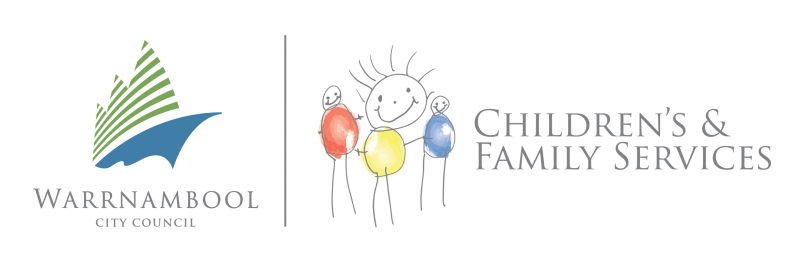 WARRNAMBOOL
CITY COUNCIL
CHILDREN'S &
FAMILY SERVICES